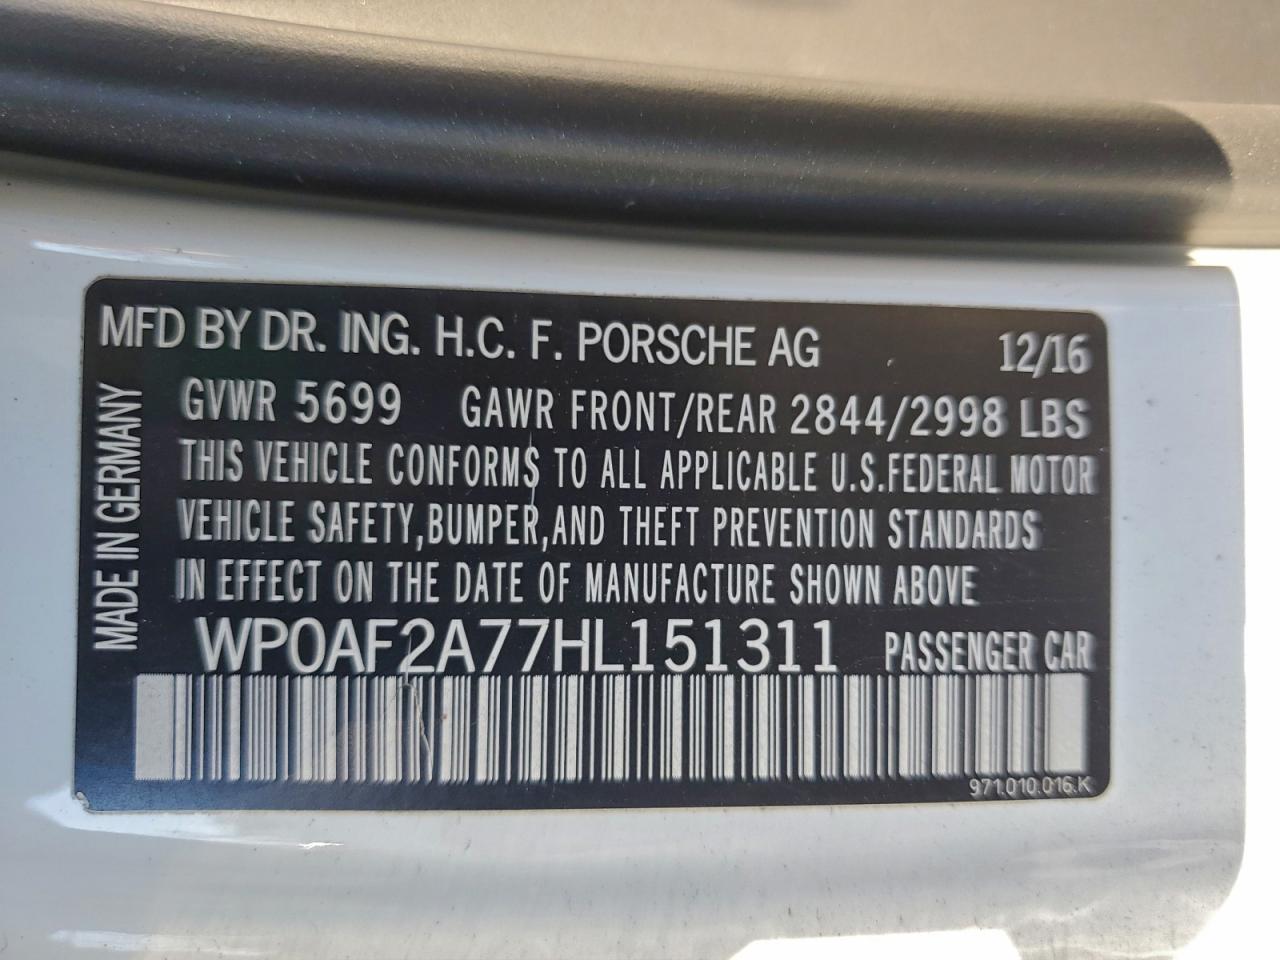 MFD BY DR. ING. H.C. F. PORSCHE AG 12/16
GVWR 5699 GAWR FRONT/REAR 2844/2998 LBS
THIS VEHICLE CONFORMS TO ALL APPLICABLE U.S.FEDERAL MOTOR
VEHICLE SAFETY,BUMPER,AND THEFT PREVENTION STANDARDS
IN EFFECT ON THE DATE OF MANUFACTURE SHOWN ABOVE
WP0AF2A77HL151311 PASSENGER CAR
971.010.016.K
MADE IN GERMANY